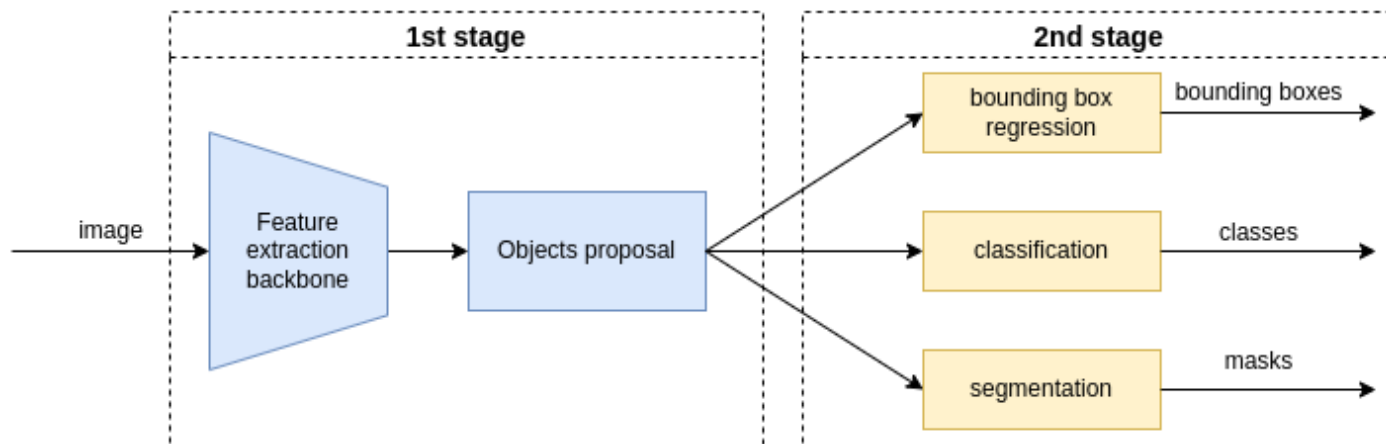 1st stage
2nd stage
image
Feature
extraction
backbone
Objects proposal
bounding box
regression
bounding boxes
classification
classes
segmentation
masks